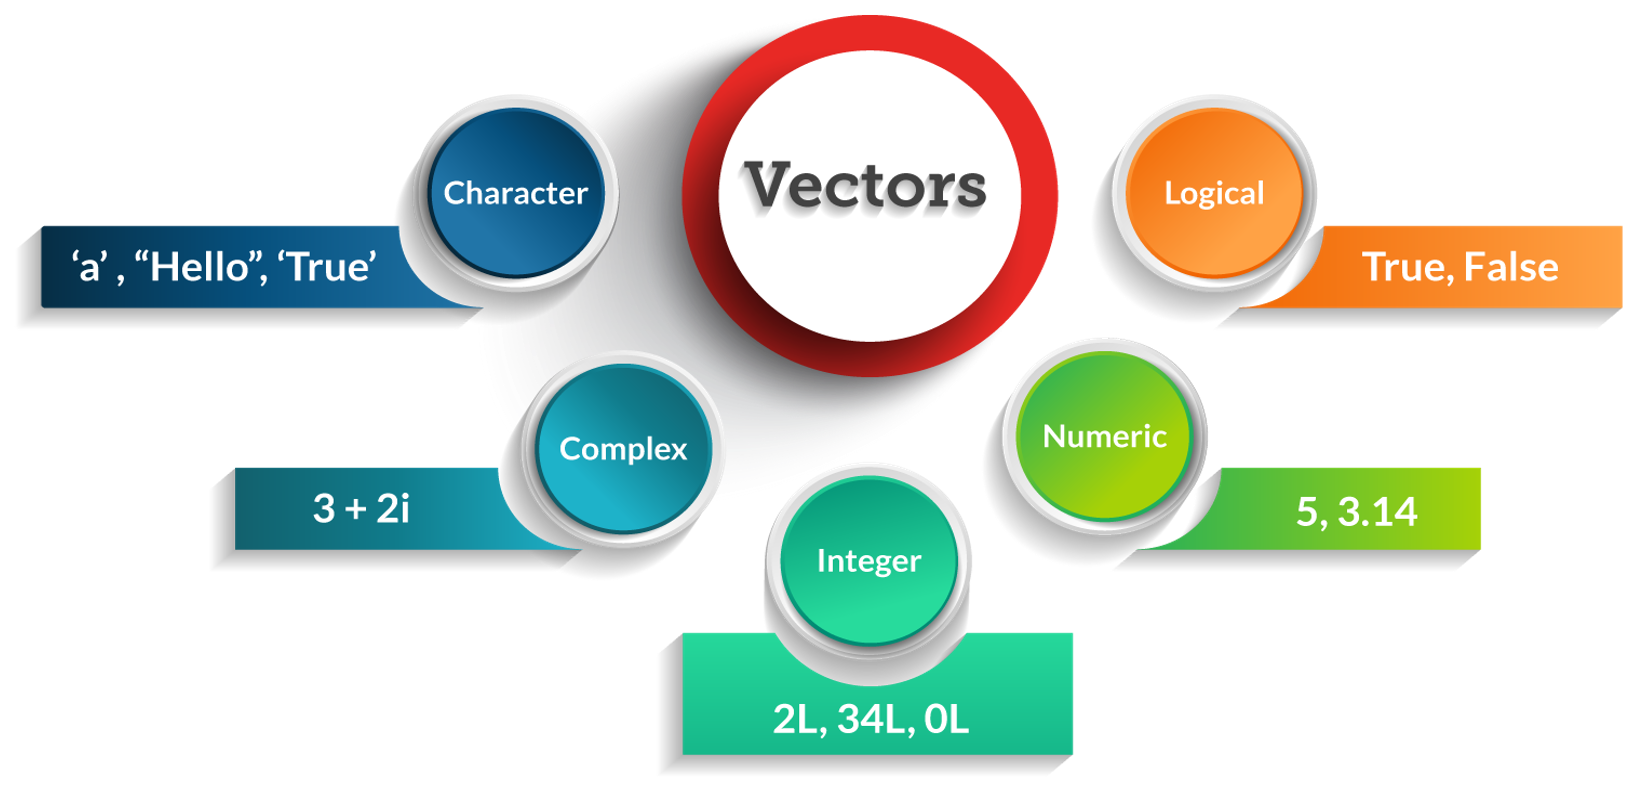 Vectors
Character
‘a’ , “Hello”, ‘True’
Logical
True, False
Complex
3 + 2i
Numeric
5, 3.14
Integer
2L, 34L, 0L